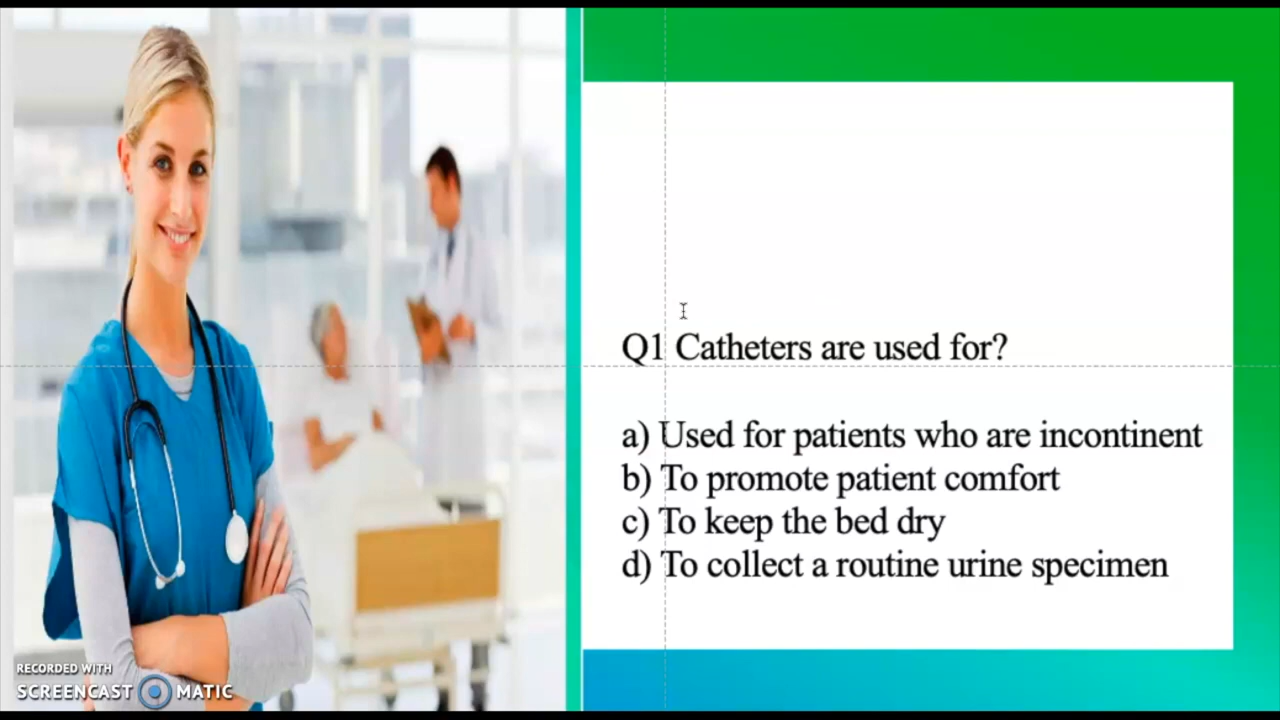 Q1 Catheters are used for?
a) Used for patients who are incontinent
b) To promote patient comfort
c) To keep the bed dry
d) To collect a routine urine specimen
RECORDED WITH
SCREENCAST MATIC